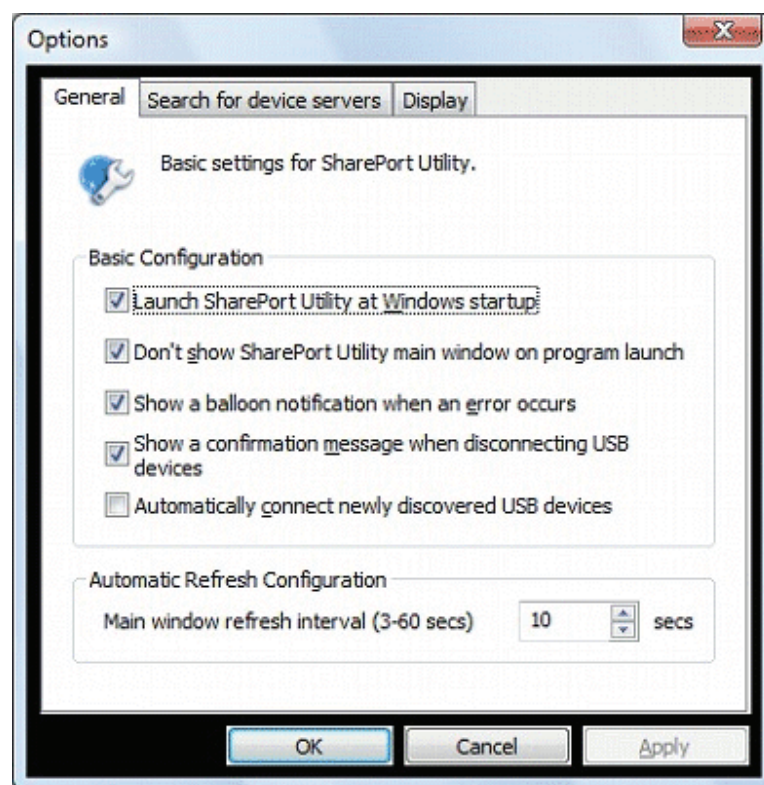 Options
General
Search for device servers
Display
Basic settings for SharePort Utility.
Basic Configuration
Launch SharePort Utility at Windows startup
Don't show SharePort Utility main window on program launch
Show a balloon notification when an error occurs
Show a confirmation message when disconnecting USB
devices
Automatically connect newly discovered USB devices
Automatic Refresh Configuration
Main window refresh interval (3-60 secs) 10 secs
OK Cancel Apply